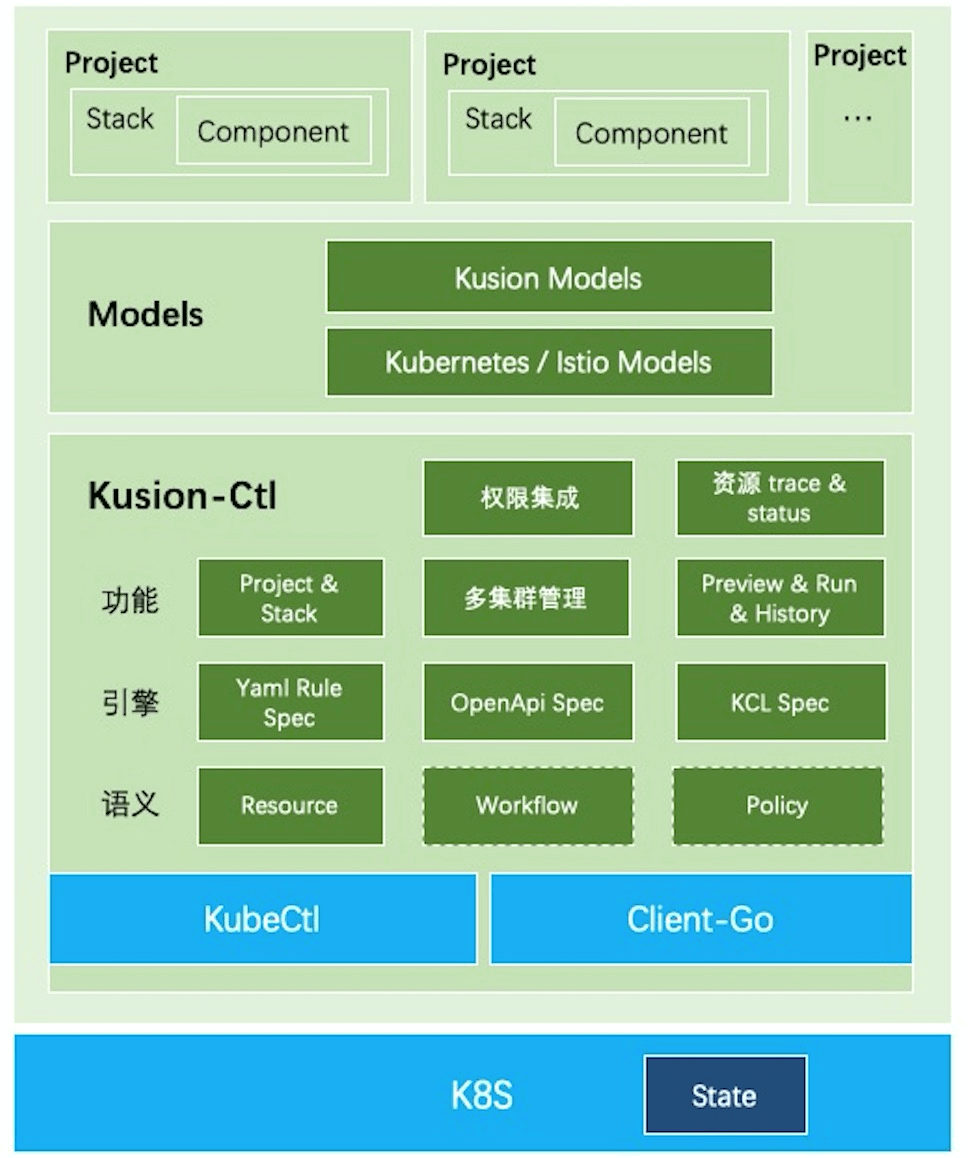 Project
Stack
Component
Project
Stack
Component
Project
...
Models
Kusion Models
Kubernetes / Istio Models
Kusion-Ctl
权限集成
资源 trace &
status
功能
Project &
Stack
多集群管理
Preview & Run
& History
引擎
Yaml Rule
Spec
OpenApi Spec
KCL Spec
语义
Resource
Workflow
Policy
KubeCtl
Client-Go
K8S
State